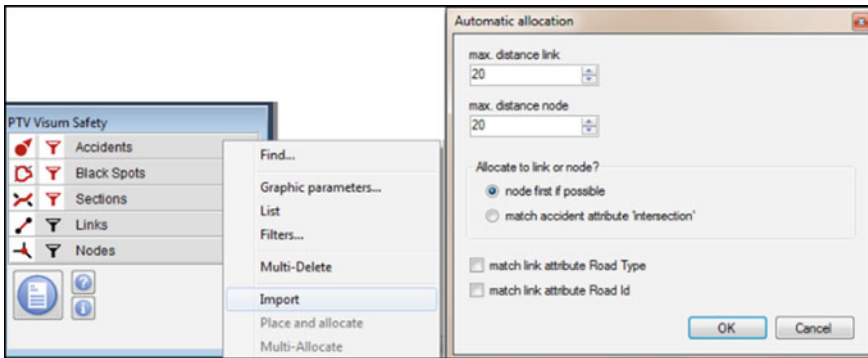 PTV Visum Safety
Accidents
Black Spots
Sections
Links
Nodes
Find...
Graphic parameters...
List
Filters...
Multi-Delete
Import
Place and allocate
Multi-Allocate
Automatic allocation
max. distance link
20
max. distance node
20
Allocate to link or node?
node first if possible
match accident attribute 'intersection'
match link attribute Road Type
match link attribute Road Id
OK
Cancel